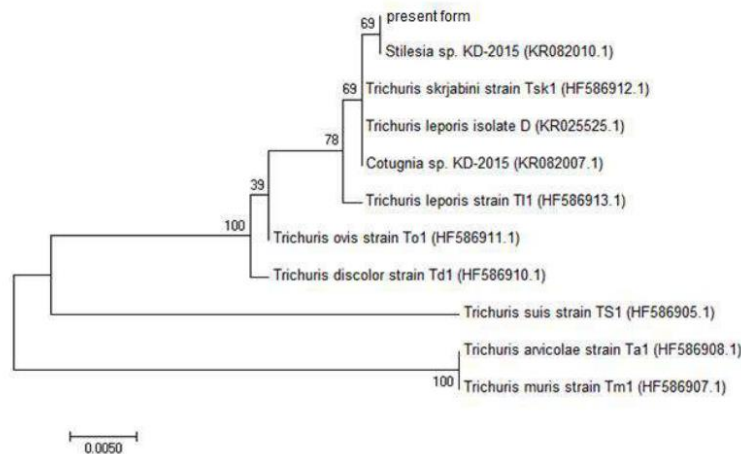 69
present form
Stilesia sp. KD-2015 (KR082010.1)
69
Trichuris skrjabini strain Tsk1 (HF586912.1)
Trichuris leporis isolate D (KR025525.1)
78
Cotugnia sp. KD-2015 (KR082007.1)
39
Trichuris leporis strain Tl1 (HF586913.1)
100
Trichuris ovis strain To1 (HF586911.1)
Trichuris discolor strain Td1 (HF586910.1)
Trichuris suis strain TS1 (HF586905.1)
Trichuris arvicolae strain Ta1 (HF586908.1)
100
Trichuris muris strain Tm1 (HF586907.1)
0.0050